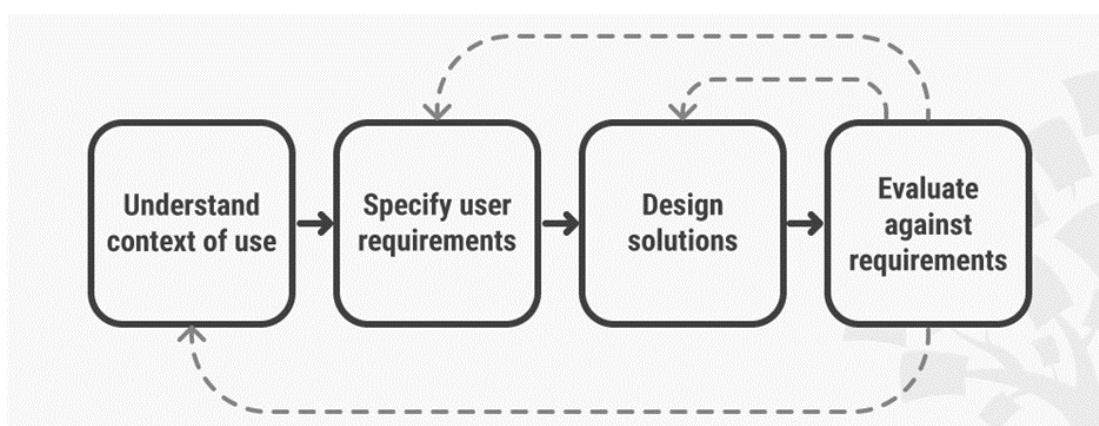 Understand
context of use
Specify user
requirements
Design
solutions
Evaluate
against
requirements